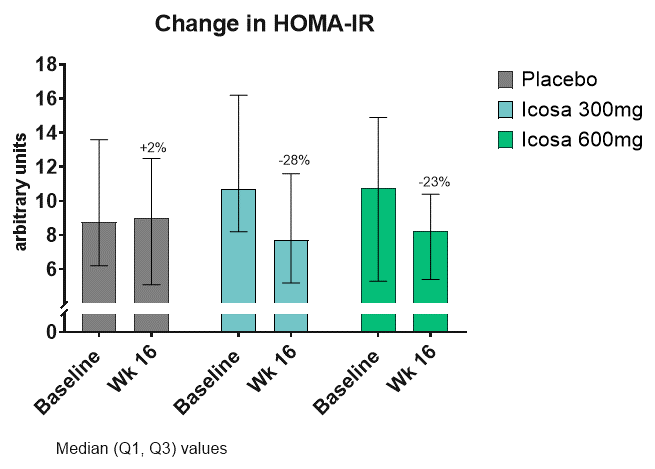 Change in HOMA-IR
arbitrary units
18
16
14
12
10
8
6
0
+2%
-28%
-23%
Baseline
Wk 16
Baseline
Wk 16
Baseline
Wk 16
Placebo
Icosa 300mg
Icosa 600mg
Median (Q1, Q3) values